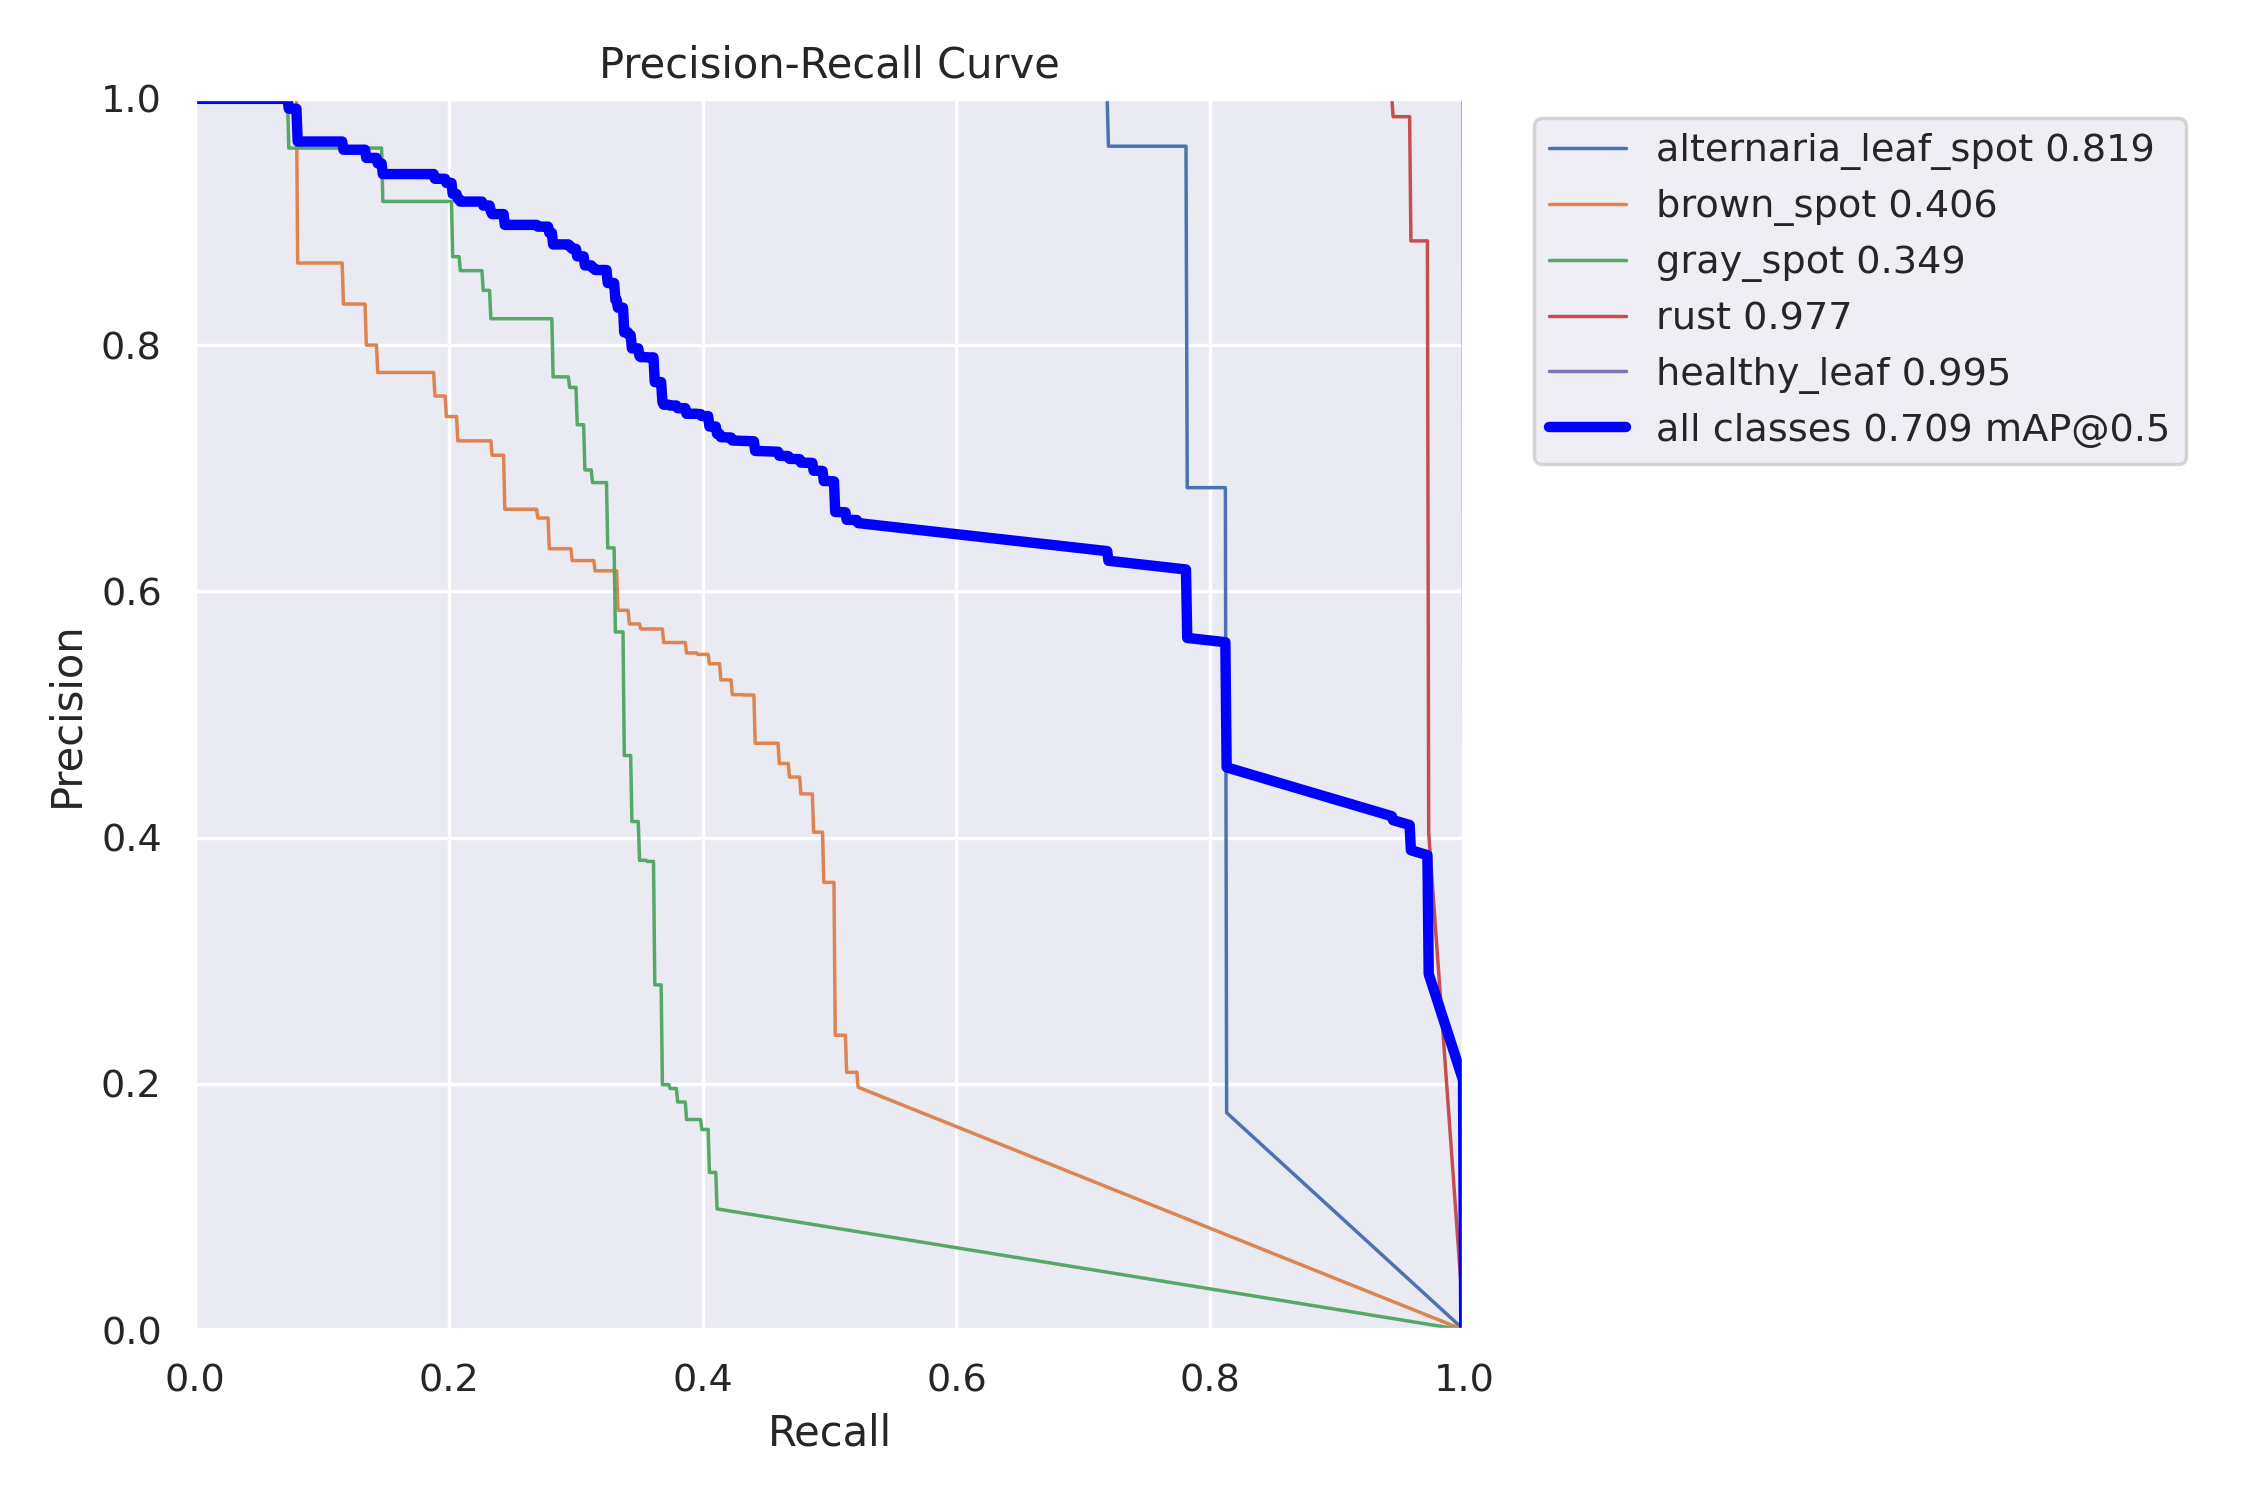 Precision-Recall Curve
1.0
0.8
0.6
0.4
0.2
0.0
Precision
0.0 0.2 0.4 0.6 0.8 1.0
Recall
alternaria_leaf_spot 0.819
brown_spot 0.406
gray_spot 0.349
rust 0.977
healthy_leaf 0.995
all classes 0.709 mAP@0.5